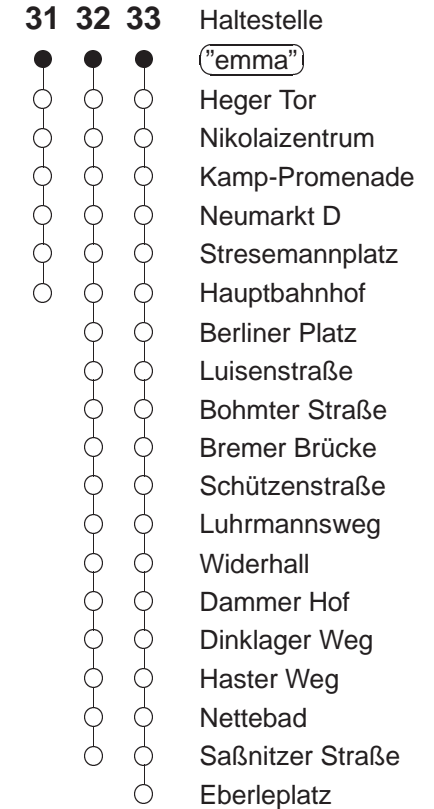 31 32 33 Haltestelle
"emma"
Heger Tor
Nikolaizentrum
Kamp-Promenade
Neumarkt D
Stresemannplatz
Hauptbahnhof
Berliner Platz
Luisenstraße
Bohmter Straße
Bremer Brücke
Schützenstraße
Luhrmannsweg
Widerhall
Dammer Hof
Dinklager Weg
Haster Weg
Nettebad
Saßnitzer Straße
Eberleplatz